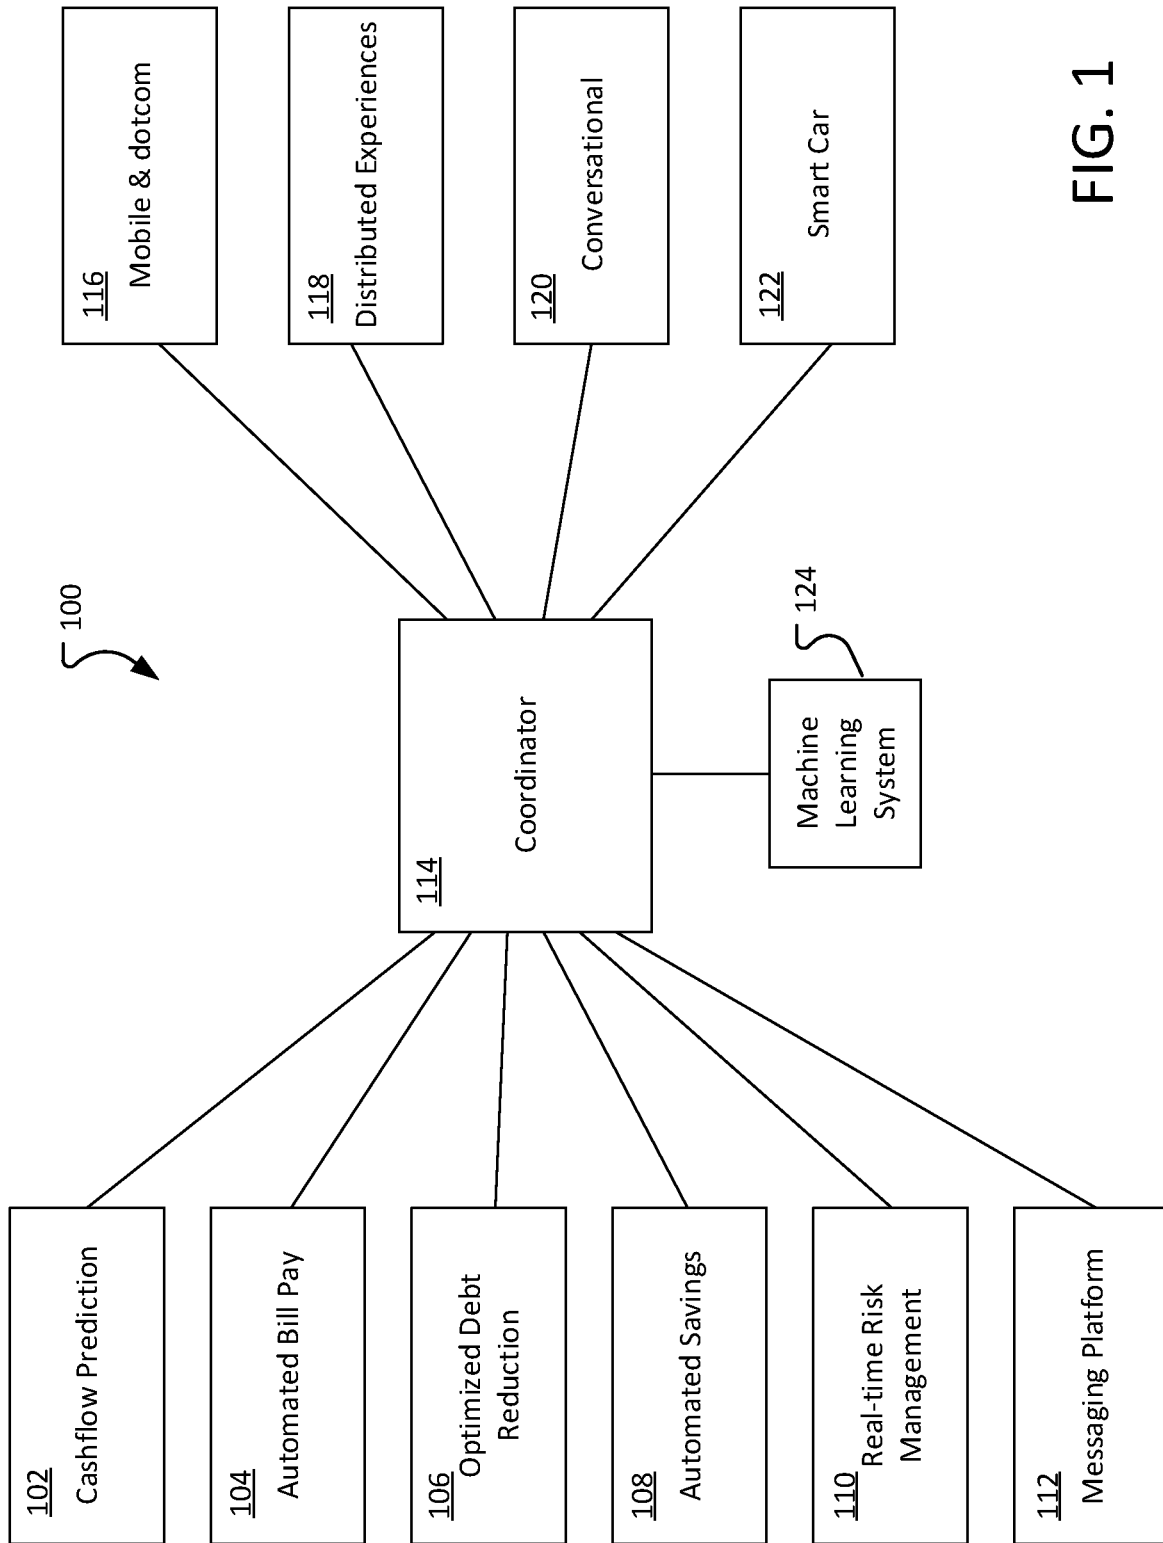 100
102
Cashflow Prediction
104
Automated Bill Pay
106
Optimized Debt
Reduction
108
Automated Savings
110
Real-time Risk
Management
112
Messaging Platform
114
Coordinator
Machine
Learning
System
124
116
Mobile & dotcom
118
Distributed Experiences
120
Conversational
122
Smart Car
FIG. 1